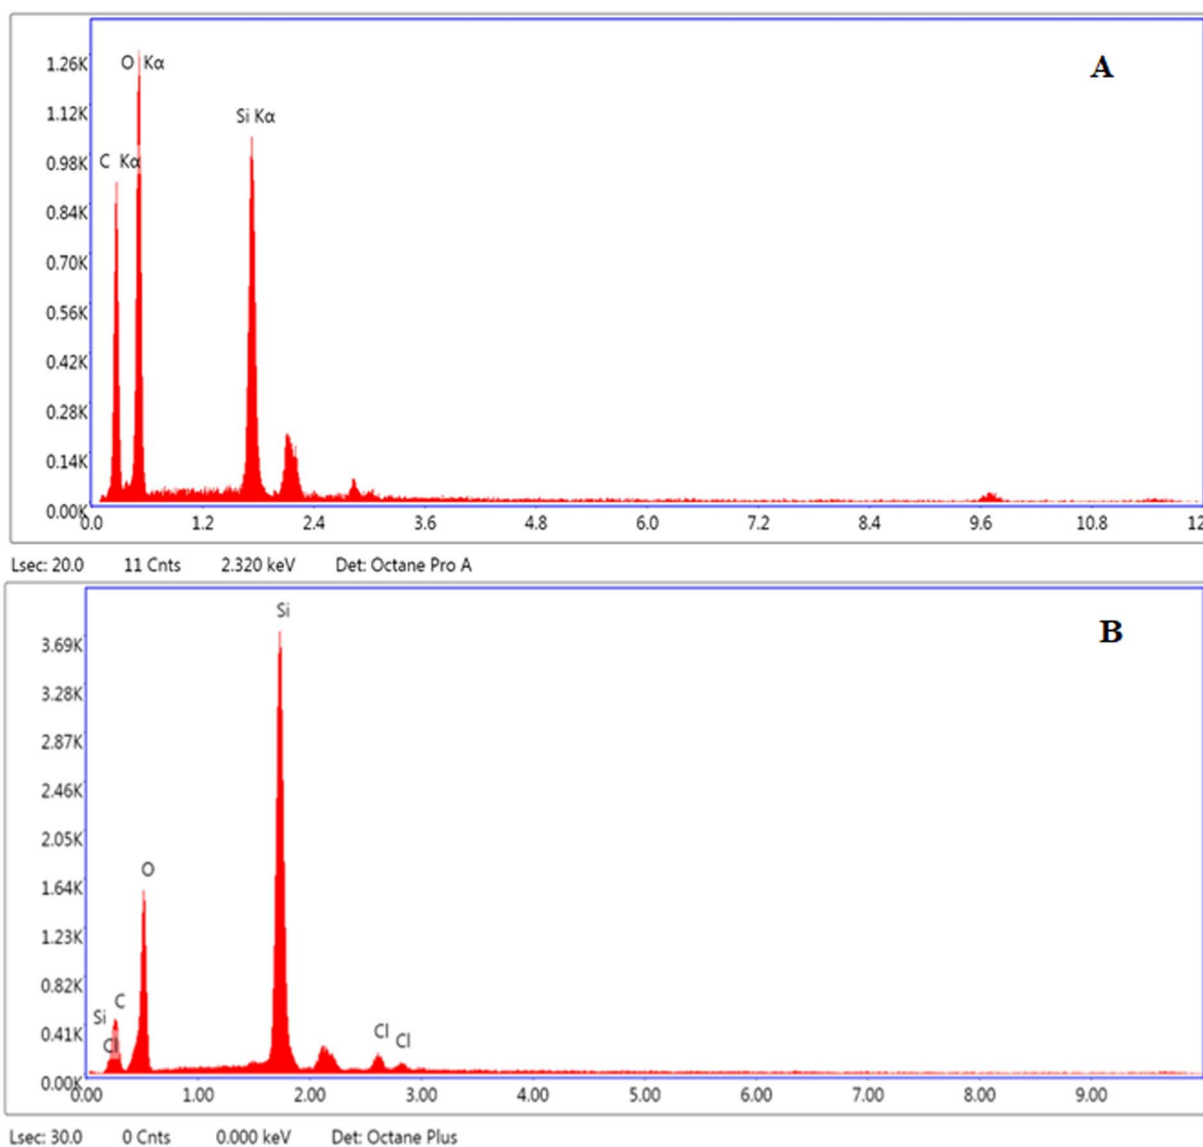 A
1.26K
O Kα
1.12K
Si Kα
0.98K
C Kα
0.84K
0.70K
0.56K
0.42K
0.28K
0.14K
0.00K
0.0 1.2 2.4 3.6 4.8 6.0 7.2 8.4 9.6 10.8 12
Lsec: 20.0 11 Cnts 2.320 keV Det: Octane Pro A
Si
B
3.69K
3.28K
2.87K
2.46K
2.05K
O
1.64K
1.23K
0.82K
C
Si
0.41K
Cl Cl
Cl
0.00K
0.00 1.00 2.00 3.00 4.00 5.00 6.00 7.00 8.00 9.00
Lsec: 30.0 0 Cnts 0.000 keV Det: Octane Plus